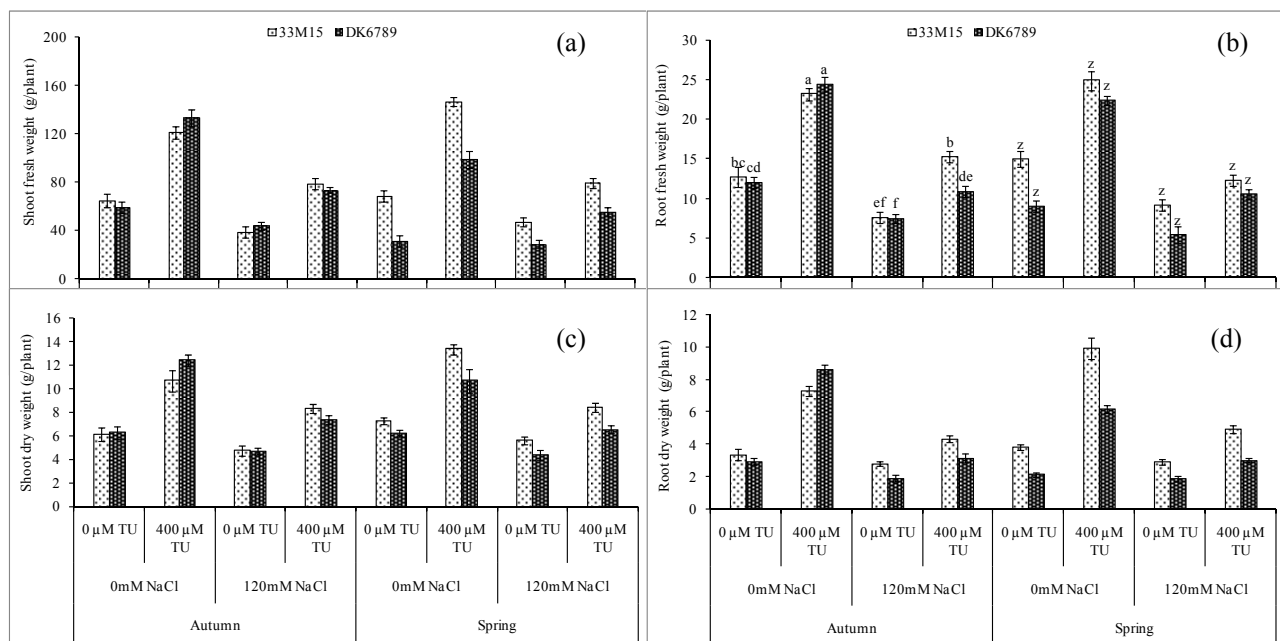 33M15 DK6789
(a)
Shoot fresh weight (g/plant)
200
160
120
80
40
0
33M15 DK6789
(b)
Root fresh weight (g/plant)
30
25
20
15
10
5
0
bc cd a a ef f b de z z z z z z z z
(c)
Shoot dry weight (g/plant)
16
14
12
10
8
6
4
2
0
0 µM TU 400 µM TU 0 µM TU 400 µM TU 0 µM TU 400 µM TU 0 µM TU 400 µM TU
0mM NaCl 120mM NaCl 0mM NaCl 120mM NaCl
Autumn Spring
(d)
Root dry weight (g/plant)
12
10
8
6
4
2
0
0 µM TU 400 µM TU 0 µM TU 400 µM TU 0 µM TU 400 µM TU 0 µM TU 400 µM TU
0mM NaCl 120mM NaCl 0mM NaCl 120mM NaCl
Autumn Spring